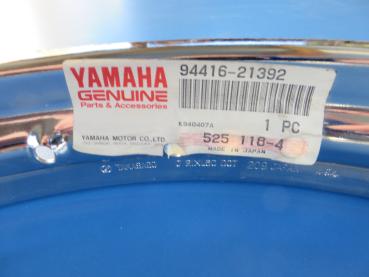 YAMAHA
GENUINE
Parts & Accessories
94416-21392
K940407A
1 PC
YAMAHA MOTOR CO., LTD.
525 118-4
MADE IN JAPAN